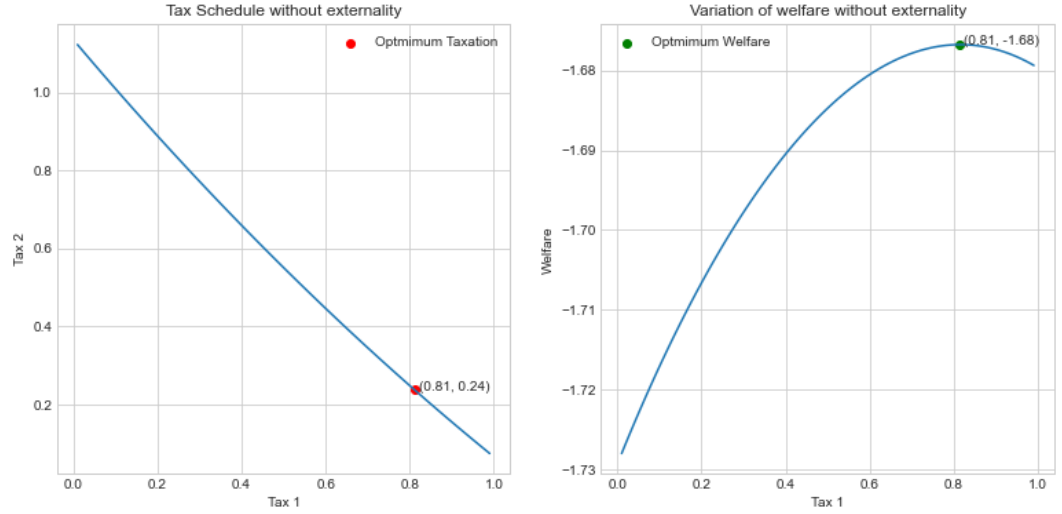 Tax Schedule without externality
Optmimum Taxation
1.0
0.8
0.6
0.4
0.2
Tax 2
(0.81, 0.24)
0.0 0.2 0.4 0.6 0.8 1.0
Tax 1
Variation of welfare without externality
Optmimum Welfare
(0.81, -1.68)
−1.68
−1.69
−1.70
−1.71
−1.72
−1.73
Welfare
0.0 0.2 0.4 0.6 0.8 1.0
Tax 1